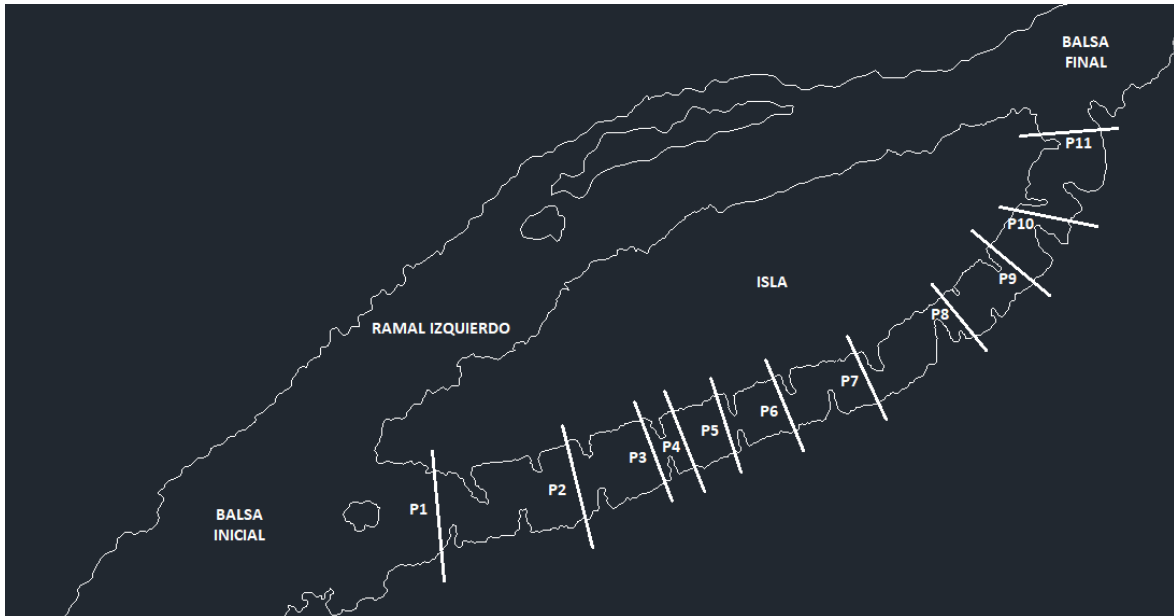 BALSA
FINAL
P11
P10
ISLA
P9
P8
RAMAL IZQUIERDO
P7
P6
P5
P4
P3
P2
P1
BALSA
INICIAL